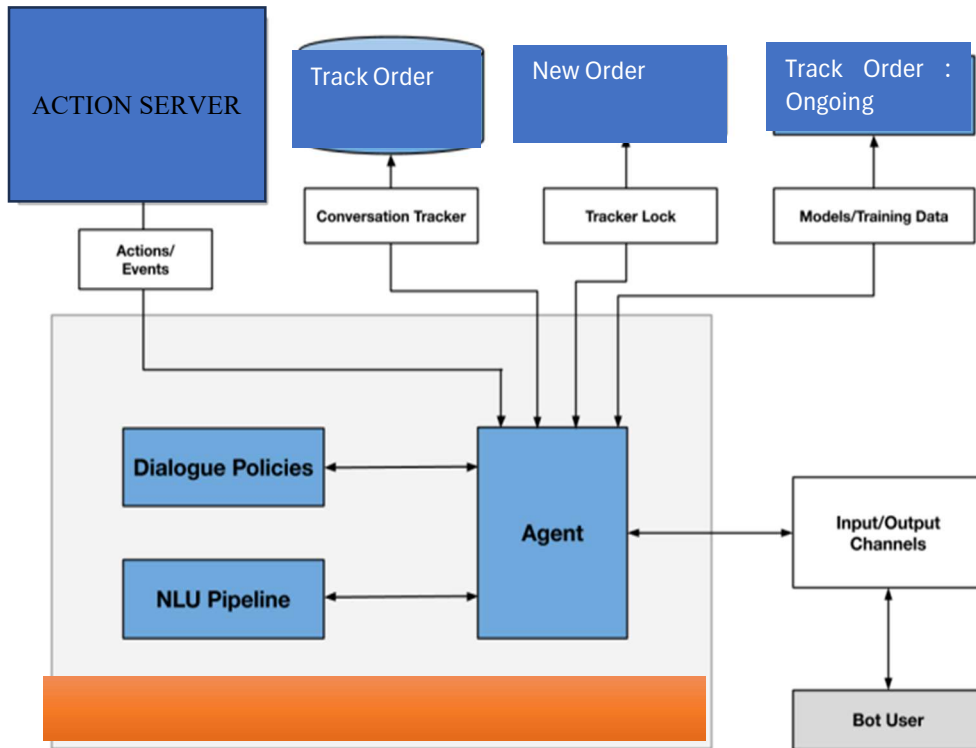 ACTION SERVER
Track Order
New Order
Track Order :
Ongoing
Conversation Tracker
Tracker Lock
Models/Training Data
Actions/
Events
Dialogue Policies
Agent
NLU Pipeline
Input/Output
Channels
Bot User